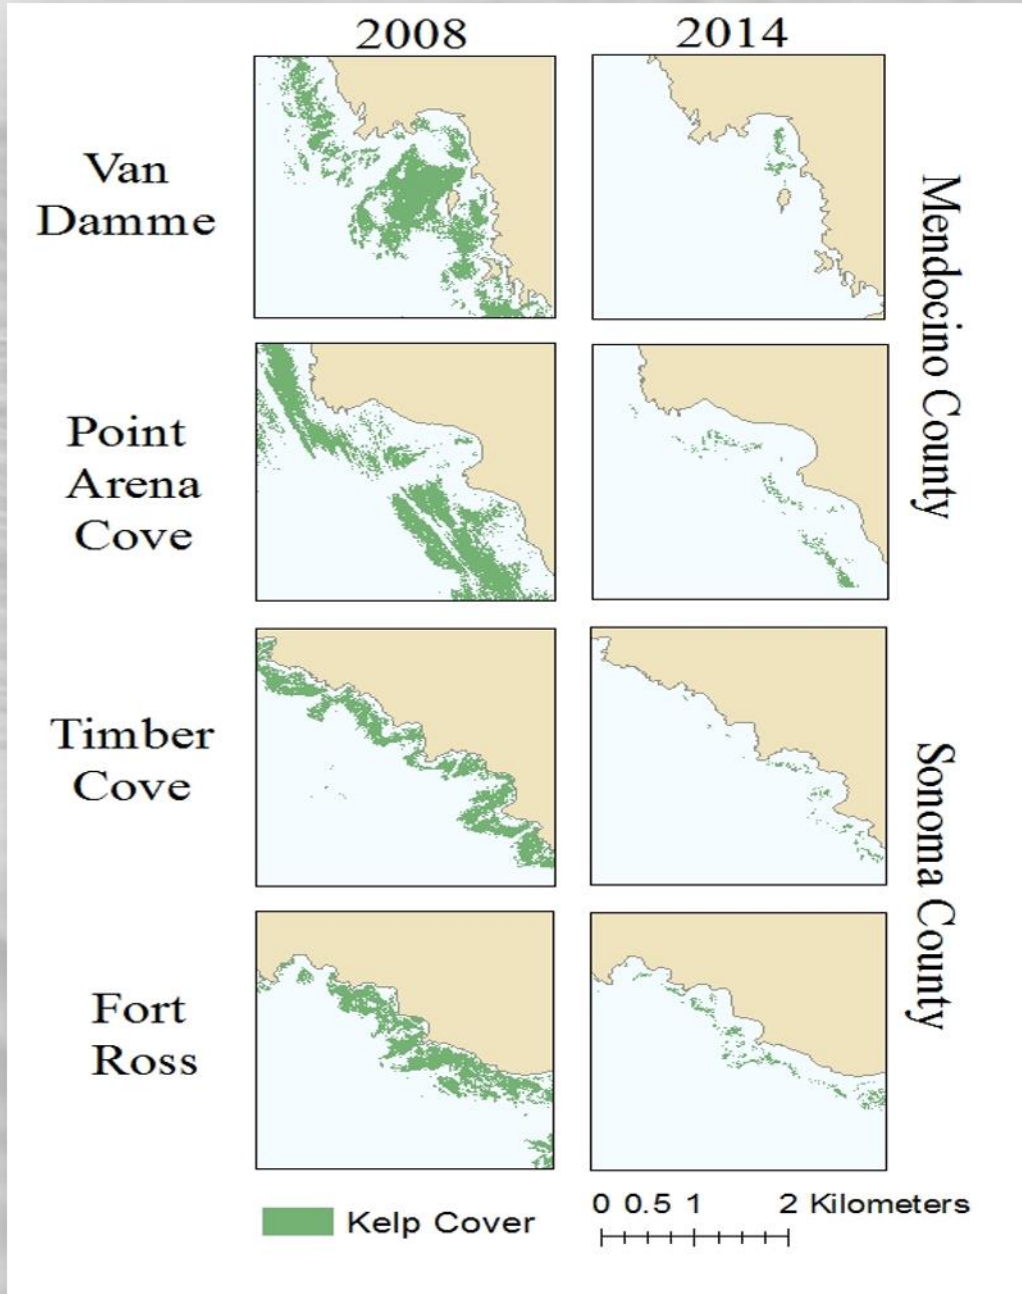 2008 2014
Van
Damme
Mendocino County
Point
Arena
Cove
Timber
Cove
Sonoma County
Fort
Ross
Kelp Cover
0 0.5 1 2 Kilometers